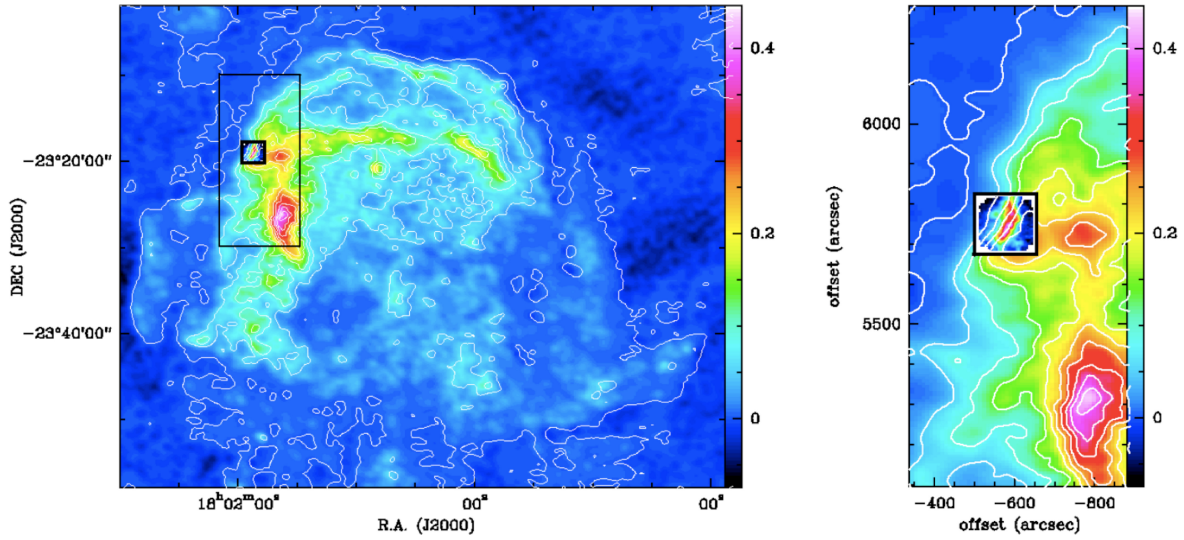 0.4
0.2
0
−23°20′00″
−23°40′00″
DEC (J2000)
18ʰ02ᵐ00ˢ
00ˢ
00ˢ
R.A. (J2000)
6000
5500
offset (arcsec)
−400
−600
−800
offset (arcsec)
0.4
0.2
0